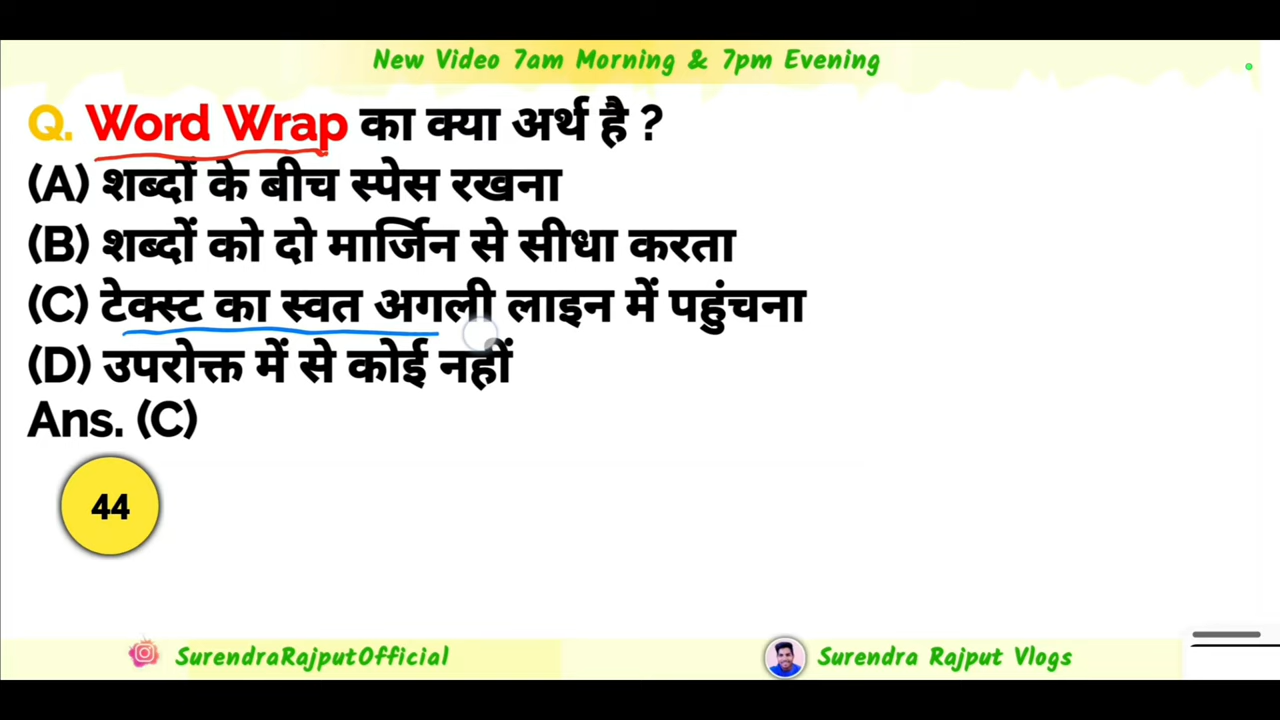 New Video 7am Morning & 7pm Evening
Q. Word Wrap का क्या अर्थ है ?
(A) शब्दों के बीच स्पेस रखना
(B) शब्दों को दो मार्जिन से सीधा करता
(C) टेक्स्ट का स्वत अगली लाइन में पहुंचना
(D) उपरोक्त में से कोई नहीं
Ans. (C)
44
SurendraRajputOfficial
Surendra Rajput Vlogs